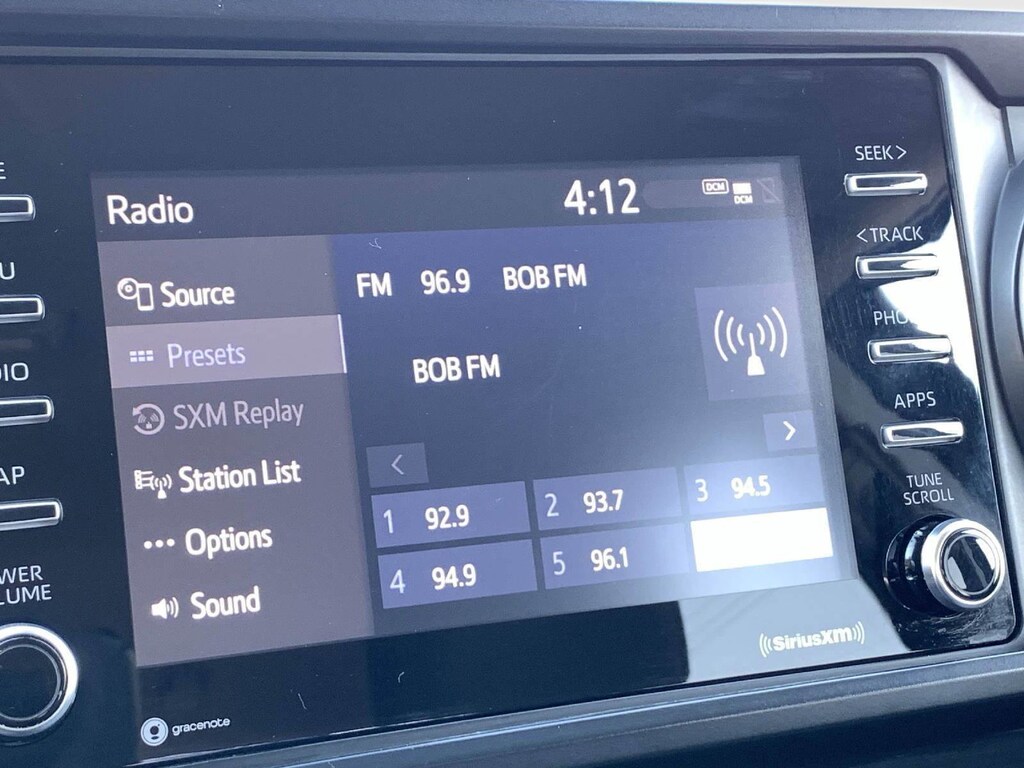 Radio
4:12
DCM
DCM
Source
Presets
SXM Replay
Station List
Options
Sound
FM 96.9 BOB FM
BOB FM
<
>
1 92.9
2 93.7
3 94.5
4 94.9
5 96.1
SEEK >
< TRACK
APPS
TUNE
SCROLL
((SiriusXM))
gracenote